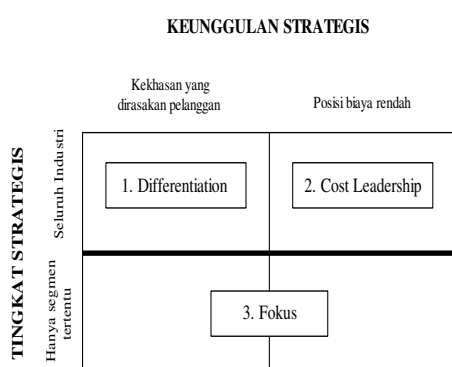 KEUNGGULAN STRATEGIS
Kekhasan yang
dirasakan pelanggan
Posisi biaya rendah
TINGKAT STRATEGIS
Seluruh Industri
1. Differentiation
2. Cost Leadership
Hanya segmen
tertentu
3. Fokus